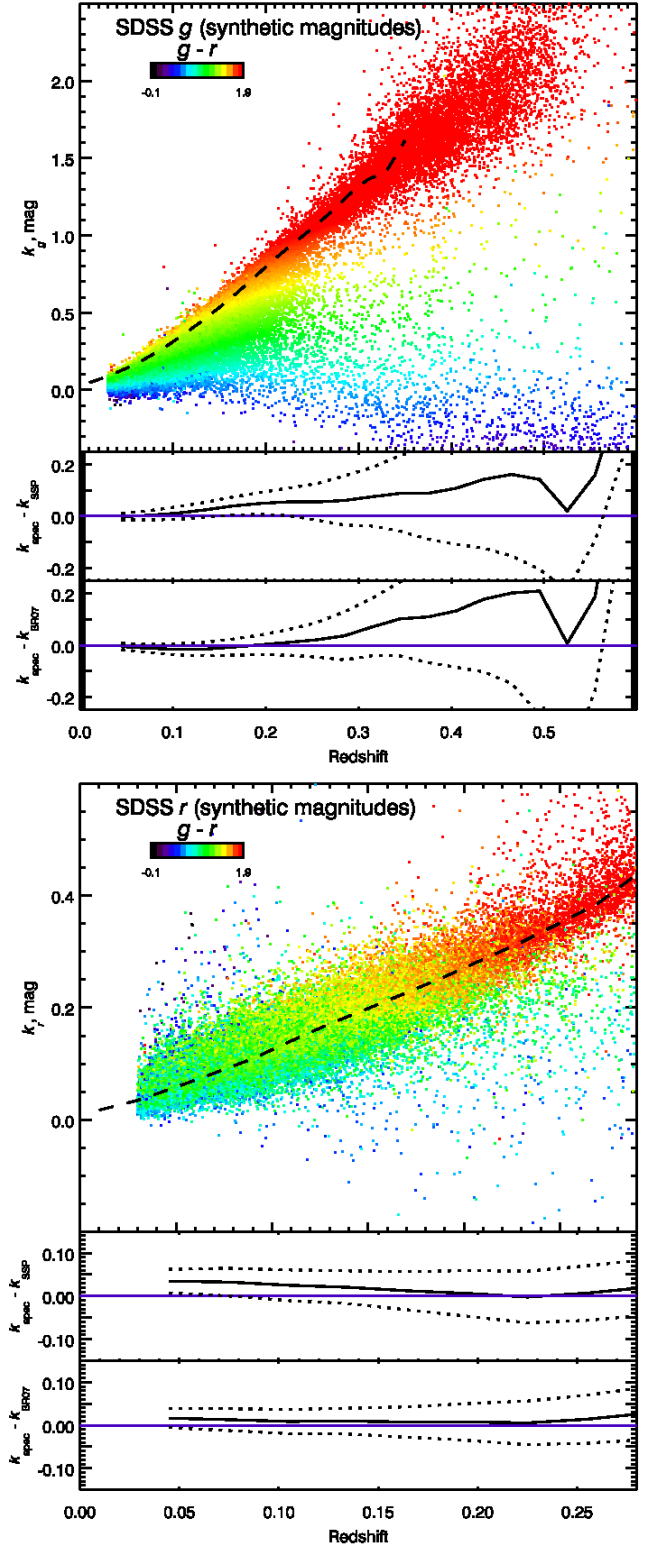 SDSS g (synthetic magnitudes)
g - r
-0.1 1.8
2.0
1.5
1.0
0.5
0.0
k_g, mag
0.2
0.0
-0.2
k_spec - k_SSP
0.2
0.0
-0.2
k_spec - k_BR07
0.0 0.1 0.2 0.3 0.4 0.5
Redshift
SDSS r (synthetic magnitudes)
g - r
-0.1 1.8
0.4
0.2
0.0
k_r, mag
0.10
0.00
-0.10
k_spec - k_SSP
0.10
0.00
-0.10
k_spec - k_BR07
0.00 0.05 0.10 0.15 0.20 0.25
Redshift